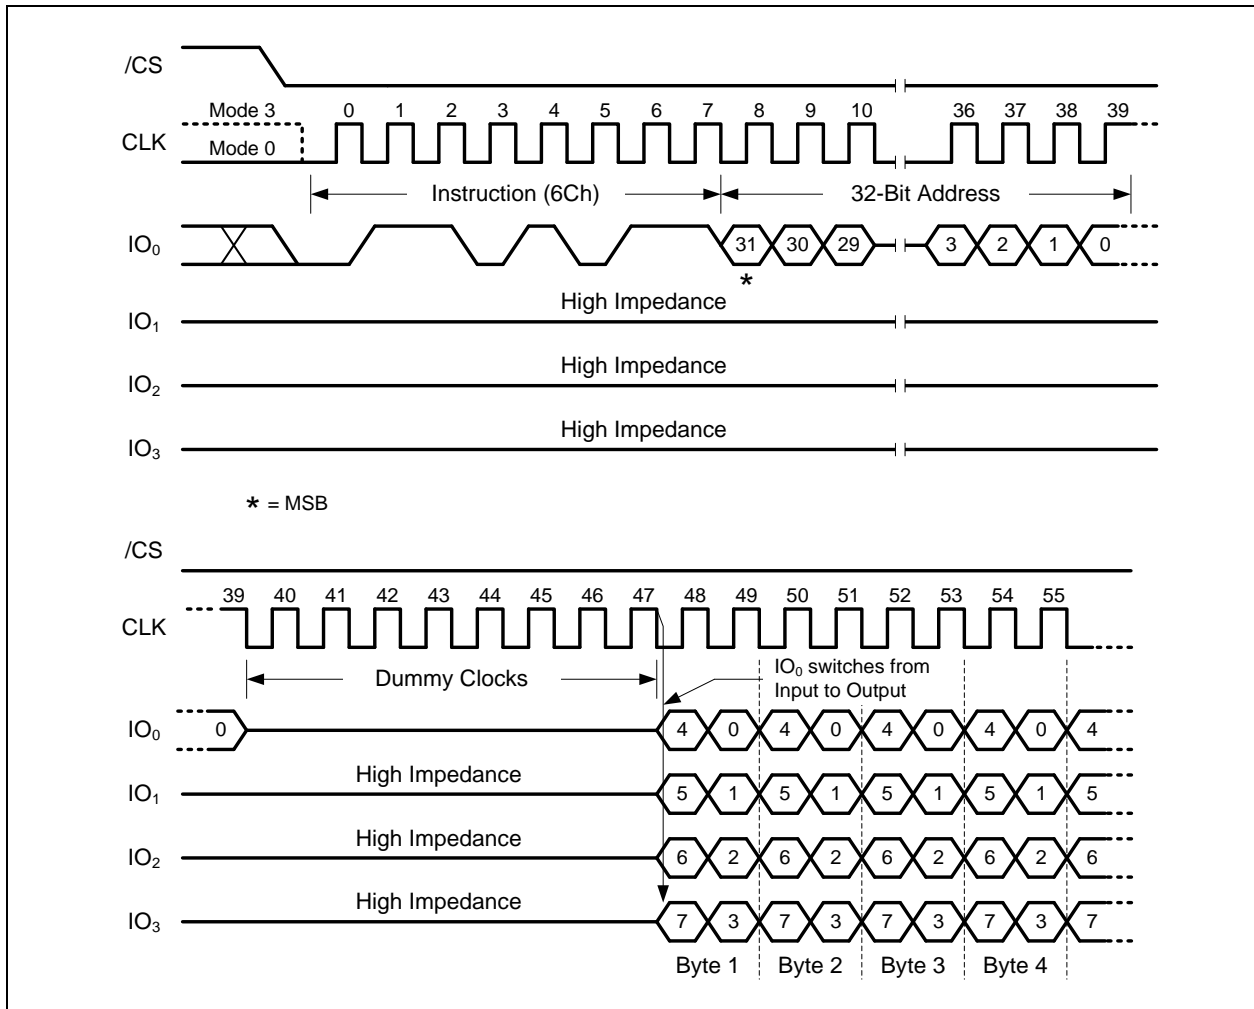 /CS
Mode 3 0 1 2 3 4 5 6 7 8 9 10 36 37 38 39
CLK
Mode 0
Instruction (6Ch) 32-Bit Address
IO₀ 31 30 29 3 2 1 0
*
High Impedance
IO₁
High Impedance
IO₂
High Impedance
IO₃
* = MSB
/CS
39 40 41 42 43 44 45 46 47 48 49 50 51 52 53 54 55
CLK
Dummy Clocks
IO₀ switches from
Input to Output
IO₀ 0 4 0 4 0 4 0 4 0 4
High Impedance
IO₁ 5 1 5 1 5 1 5 1 5
High Impedance
IO₂ 6 2 6 2 6 2 6 2 6
High Impedance
IO₃ 7 3 7 3 7 3 7 3 7
Byte 1 Byte 2 Byte 3 Byte 4